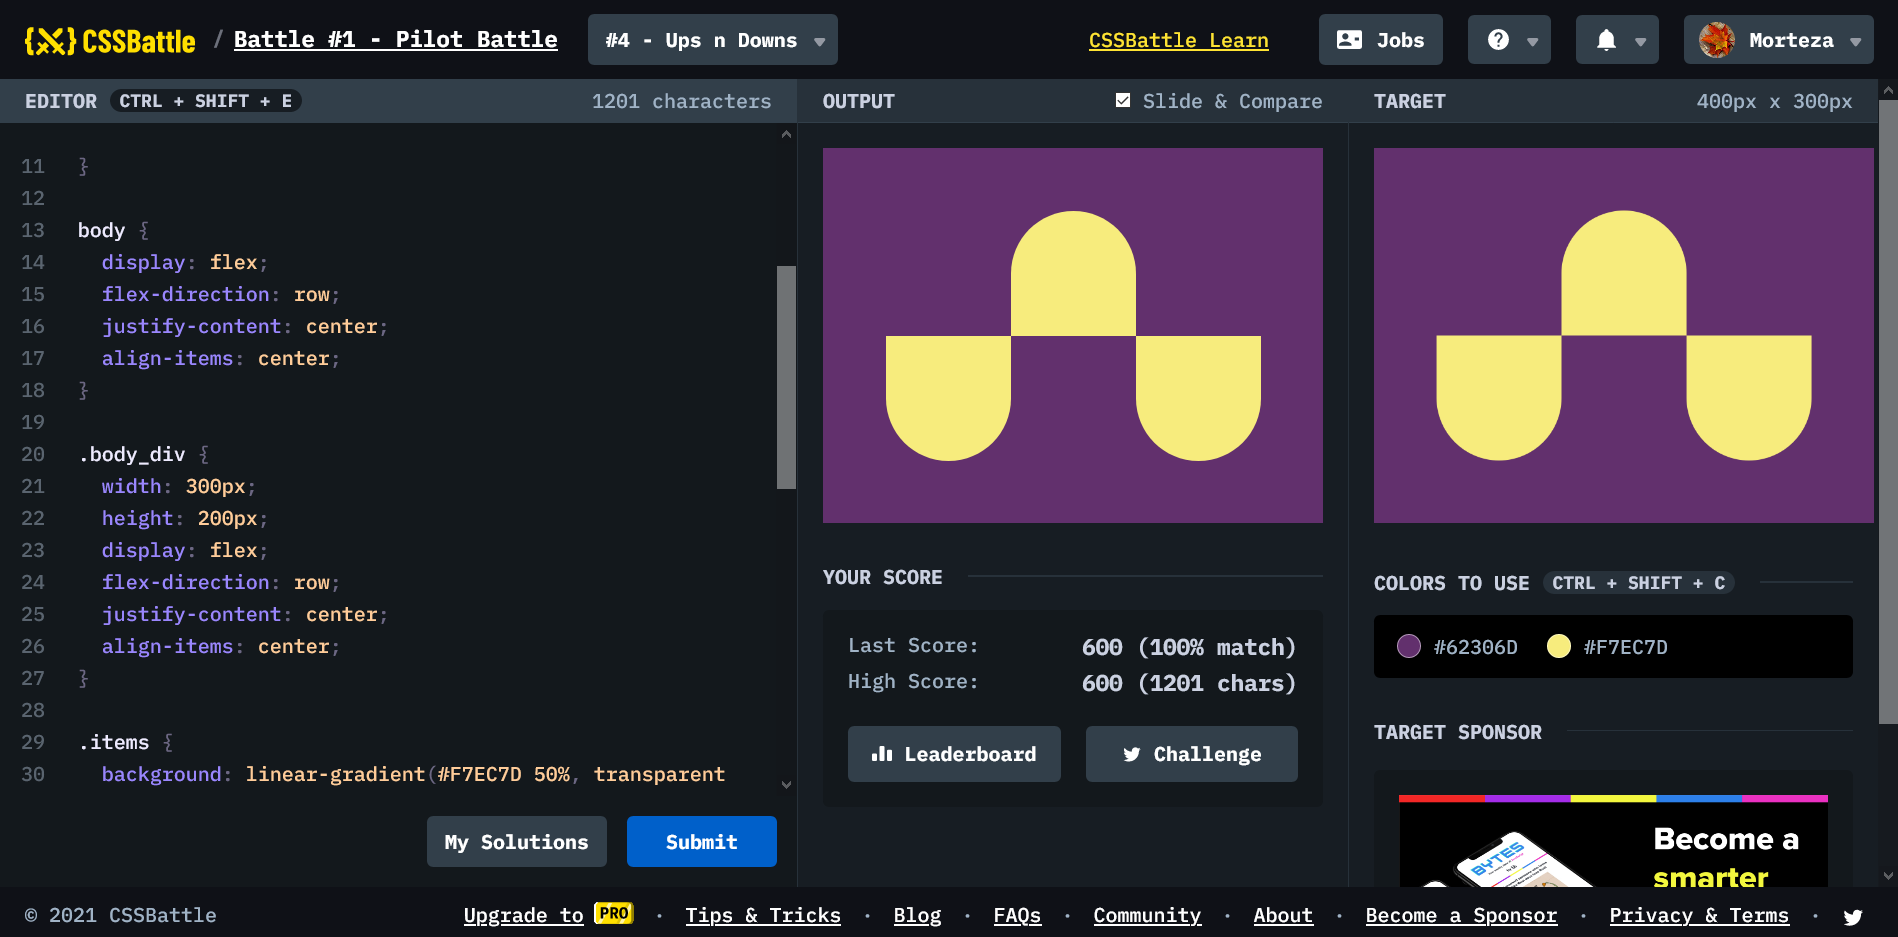 {X} CSSBattle / Battle #1 - Pilot Battle #4 - Ups n Downs CSSBattle Learn Jobs ? Morteza
EDITOR CTRL + SHIFT + E 1201 characters
11 }
12
13 body {
14 display: flex;
15 flex-direction: row;
16 justify-content: center;
17 align-items: center;
18 }
19
20 .body_div {
21 width: 300px;
22 height: 200px;
23 display: flex;
24 flex-direction: row;
25 justify-content: center;
26 align-items: center;
27 }
28
29 .items {
30 background: linear-gradient(#F7EC7D 50%, transparent
My Solutions Submit
OUTPUT Slide & Compare
YOUR SCORE
Last Score: 600 (100% match)
High Score: 600 (1201 chars)
Leaderboard Challenge
TARGET 400px x 300px
COLORS TO USE CTRL + SHIFT + C
#62306D #F7EC7D
TARGET SPONSOR
BYTES
Become a
smarter
© 2021 CSSBattle Upgrade to PRO · Tips & Tricks · Blog · FAQs · Community · About · Become a Sponsor · Privacy & Terms ·